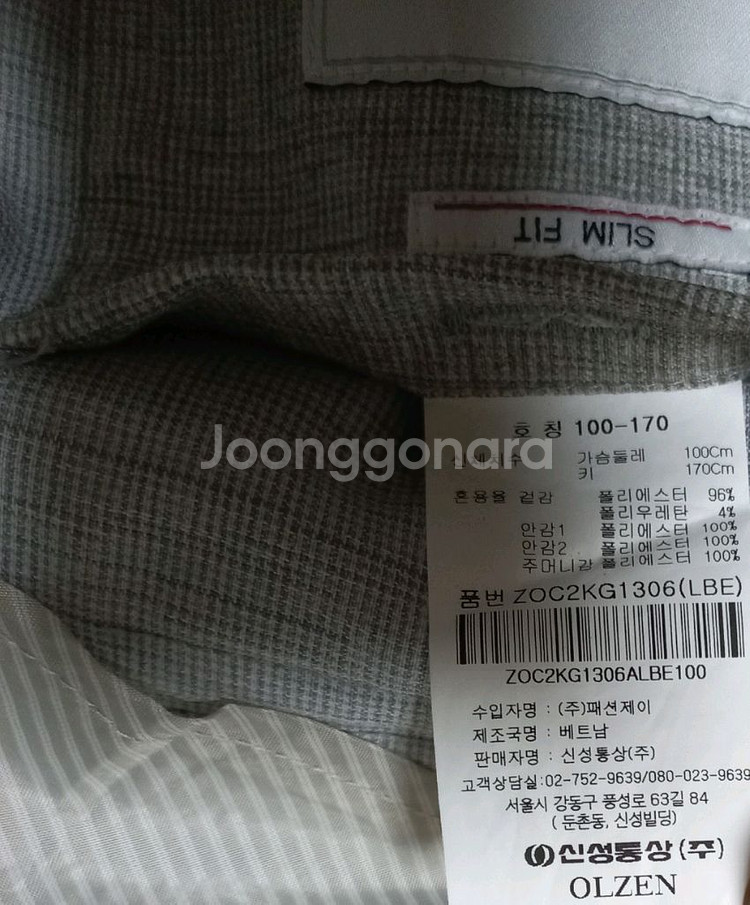 SLIM FIT
Joonggonara
호 칭 100-170
신체치수 가슴둘레 100Cm
키 170Cm
혼용율 겉감 폴리에스터 96%
폴리우레탄 4%
안감1 폴리에스터 100%
안감2 폴리에스터 100%
주머니감 폴리에스터 100%
품번 ZOC2KG1306(LBE)
ZOC2KG1306ALBE100
수입자명 : (주)패션제이
제조국명 : 베트남
판매자명 : 신성통상(주)
고객상담실:02-752-9639/080-023-9639
서울시 강동구 풍성로 63길 84
( 둔촌동, 신성빌딩)
신성통상(주)
OLZEN